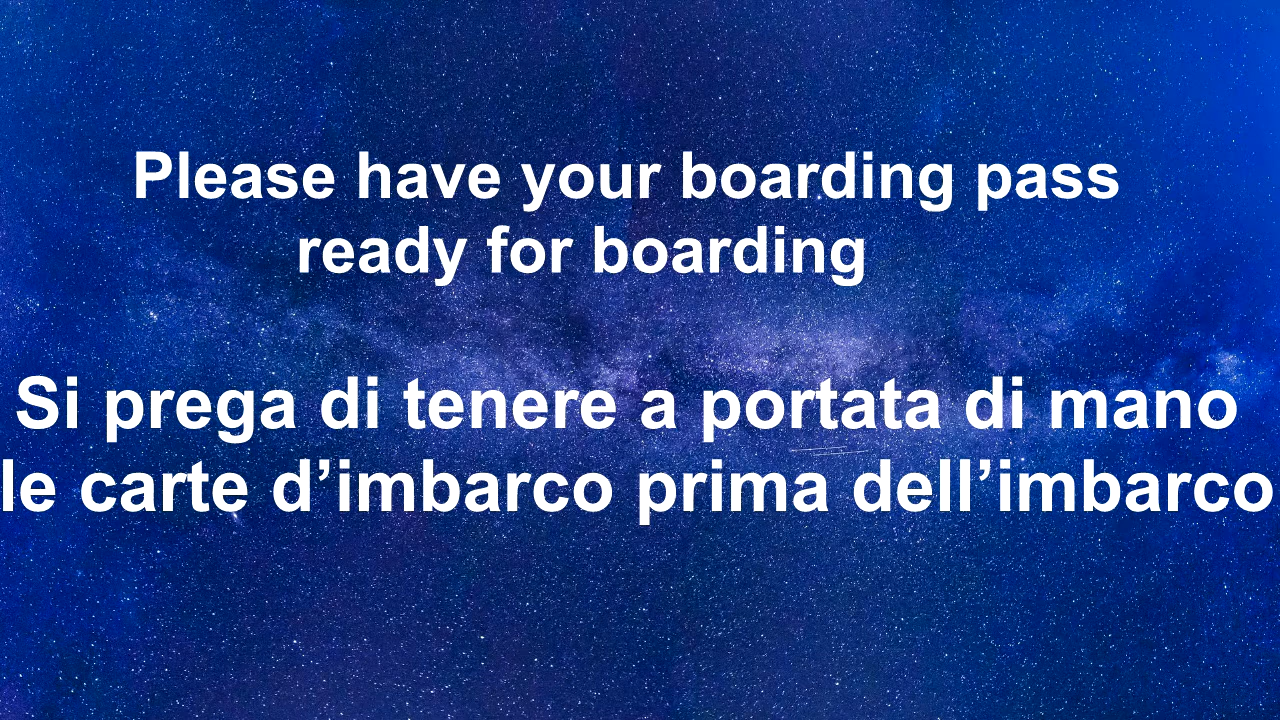 Please have your boarding pass
ready for boarding
Si prega di tenere a portata di mano
le carte d’imbarco prima dell’imbarco